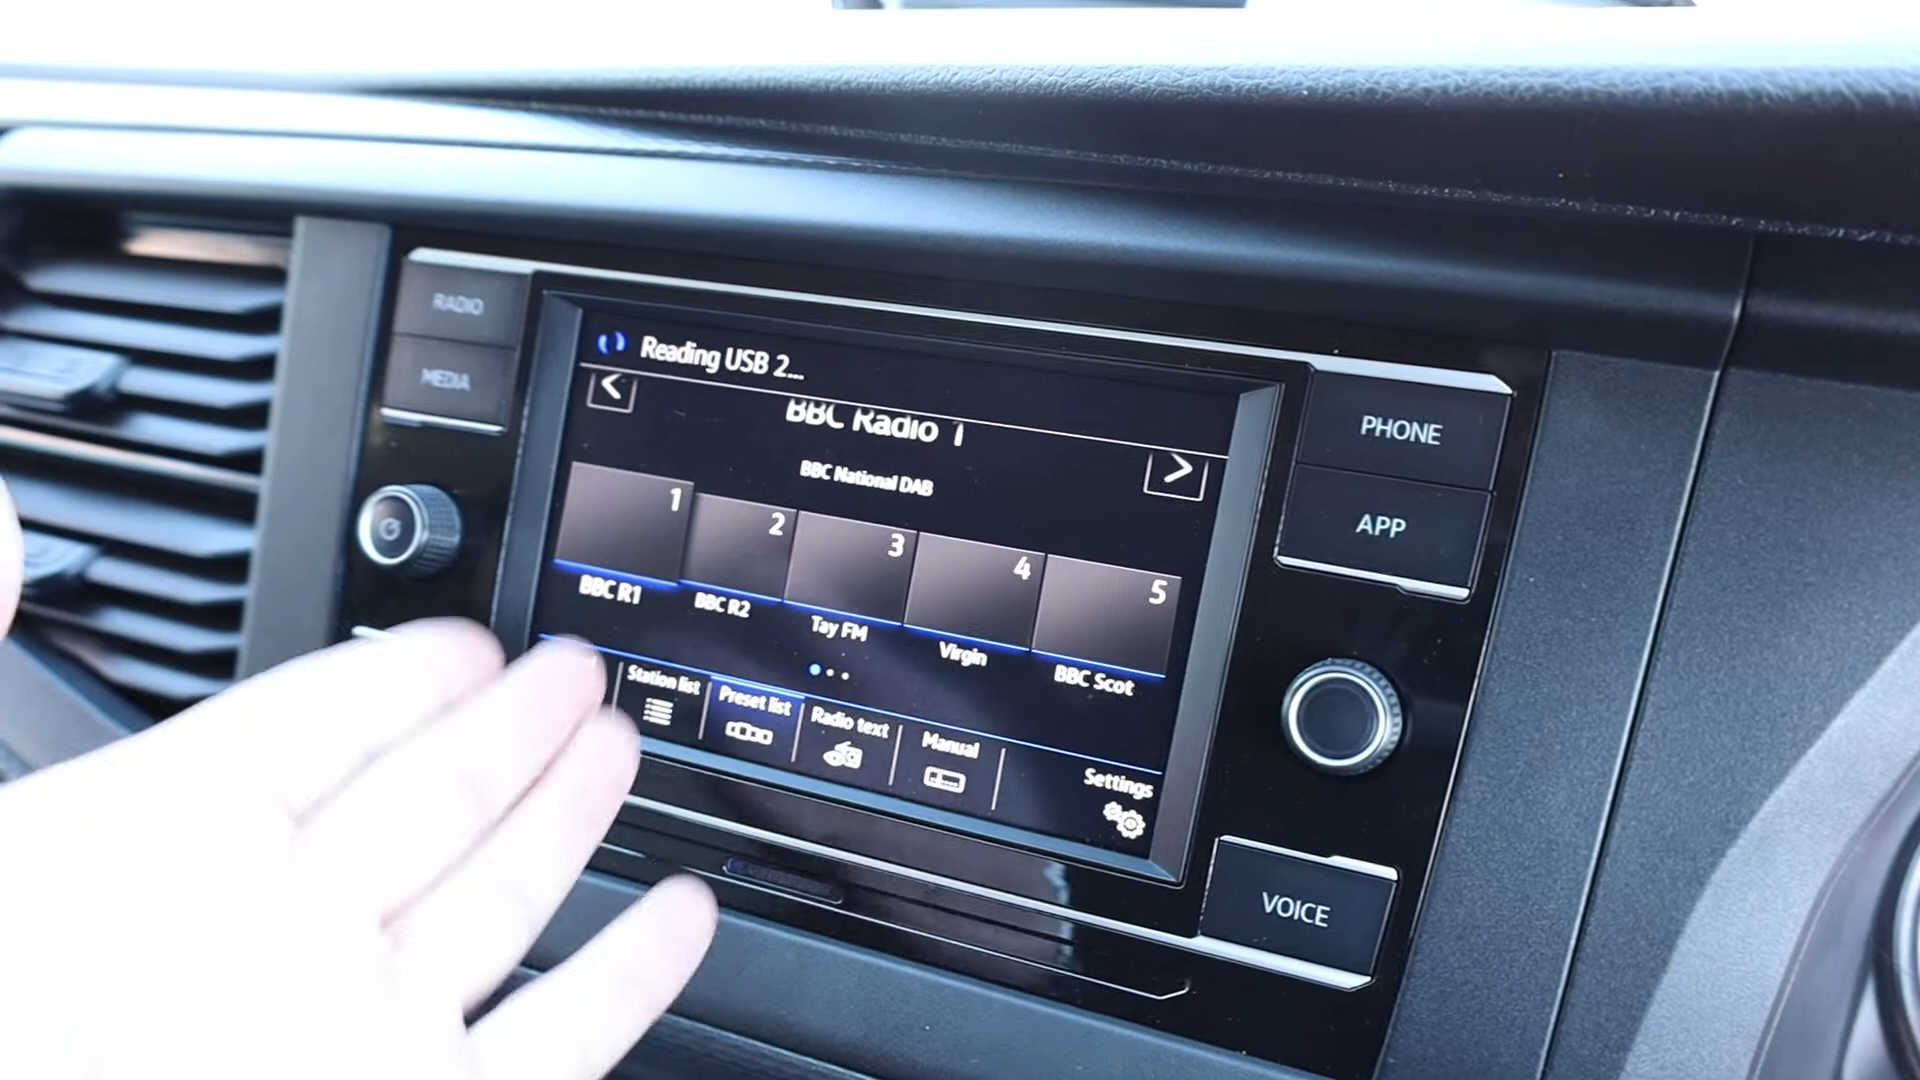 RADIO
MEDIA
Reading USB 2...
BBC Radio 1
BBC National DAB
1
2
3
4
5
BBC R1
BBC R2
Tay FM
Virgin
BBC Scot
Station list
Preset list
Radio text
Manual
Settings
PHONE
APP
VOICE